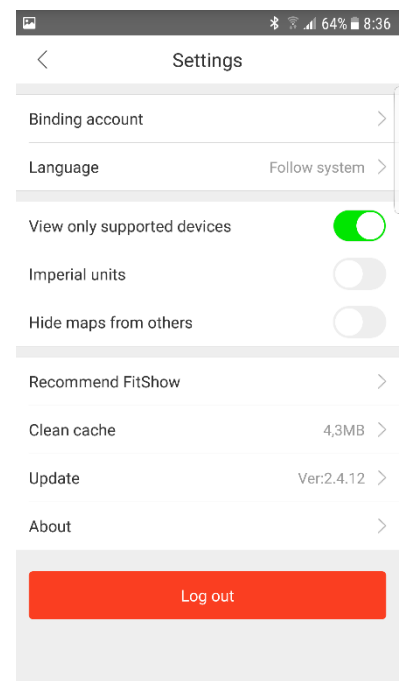 64% 8:36
Settings
Binding account
Language Follow system
View only supported devices
Imperial units
Hide maps from others
Recommend FitShow
Clean cache 4,3MB
Update Ver:2.4.12
About
Log out